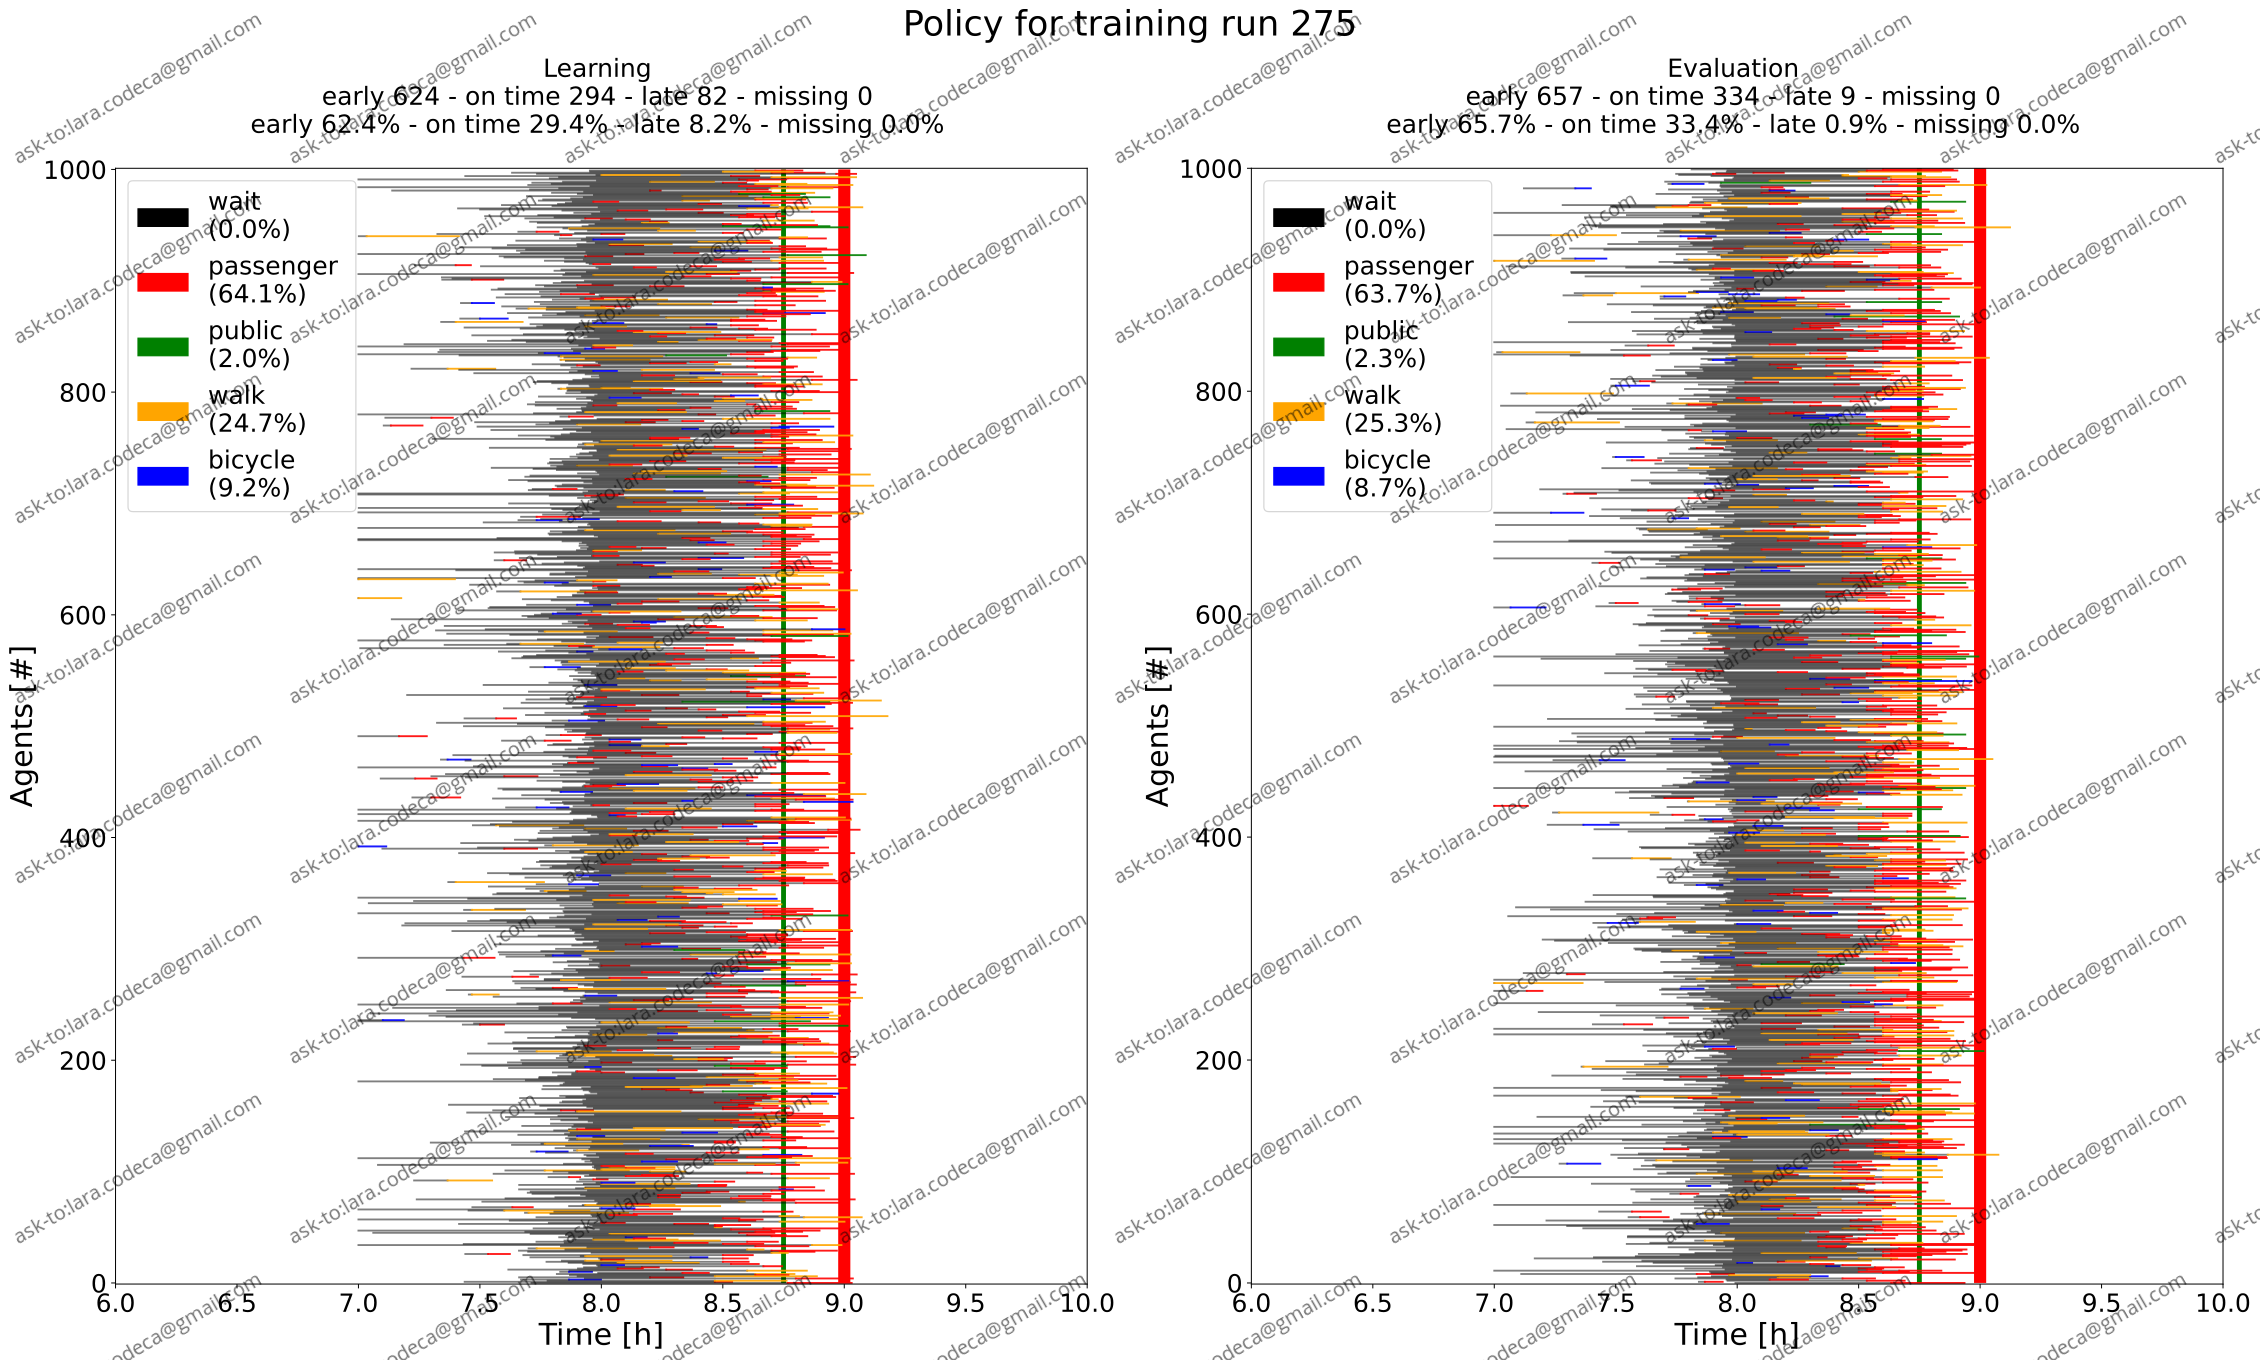 Policy for training run 275
Learning
early 624 - on time 294 - late 82 - missing 0
early 62.4% - on time 29.4% - late 8.2% - missing 0.0%
1000
800
600
400
200
0
Agents [#]
wait
(0.0%)
passenger
(64.1%)
public
(2.0%)
walk
(24.7%)
bicycle
(9.2%)
6.0 6.5 7.0 7.5 8.0 8.5 9.0 9.5 10.0
Time [h]
Evaluation
early 657 - on time 334 - late 9 - missing 0
early 65.7% - on time 33.4% - late 0.9% - missing 0.0%
1000
800
600
400
200
0
Agents [#]
wait
(0.0%)
passenger
(63.7%)
public
(2.3%)
walk
(25.3%)
bicycle
(8.7%)
6.0 6.5 7.0 7.5 8.0 8.5 9.0 9.5 10.0
Time [h]
ask-to:lara.codeca@gmail.com